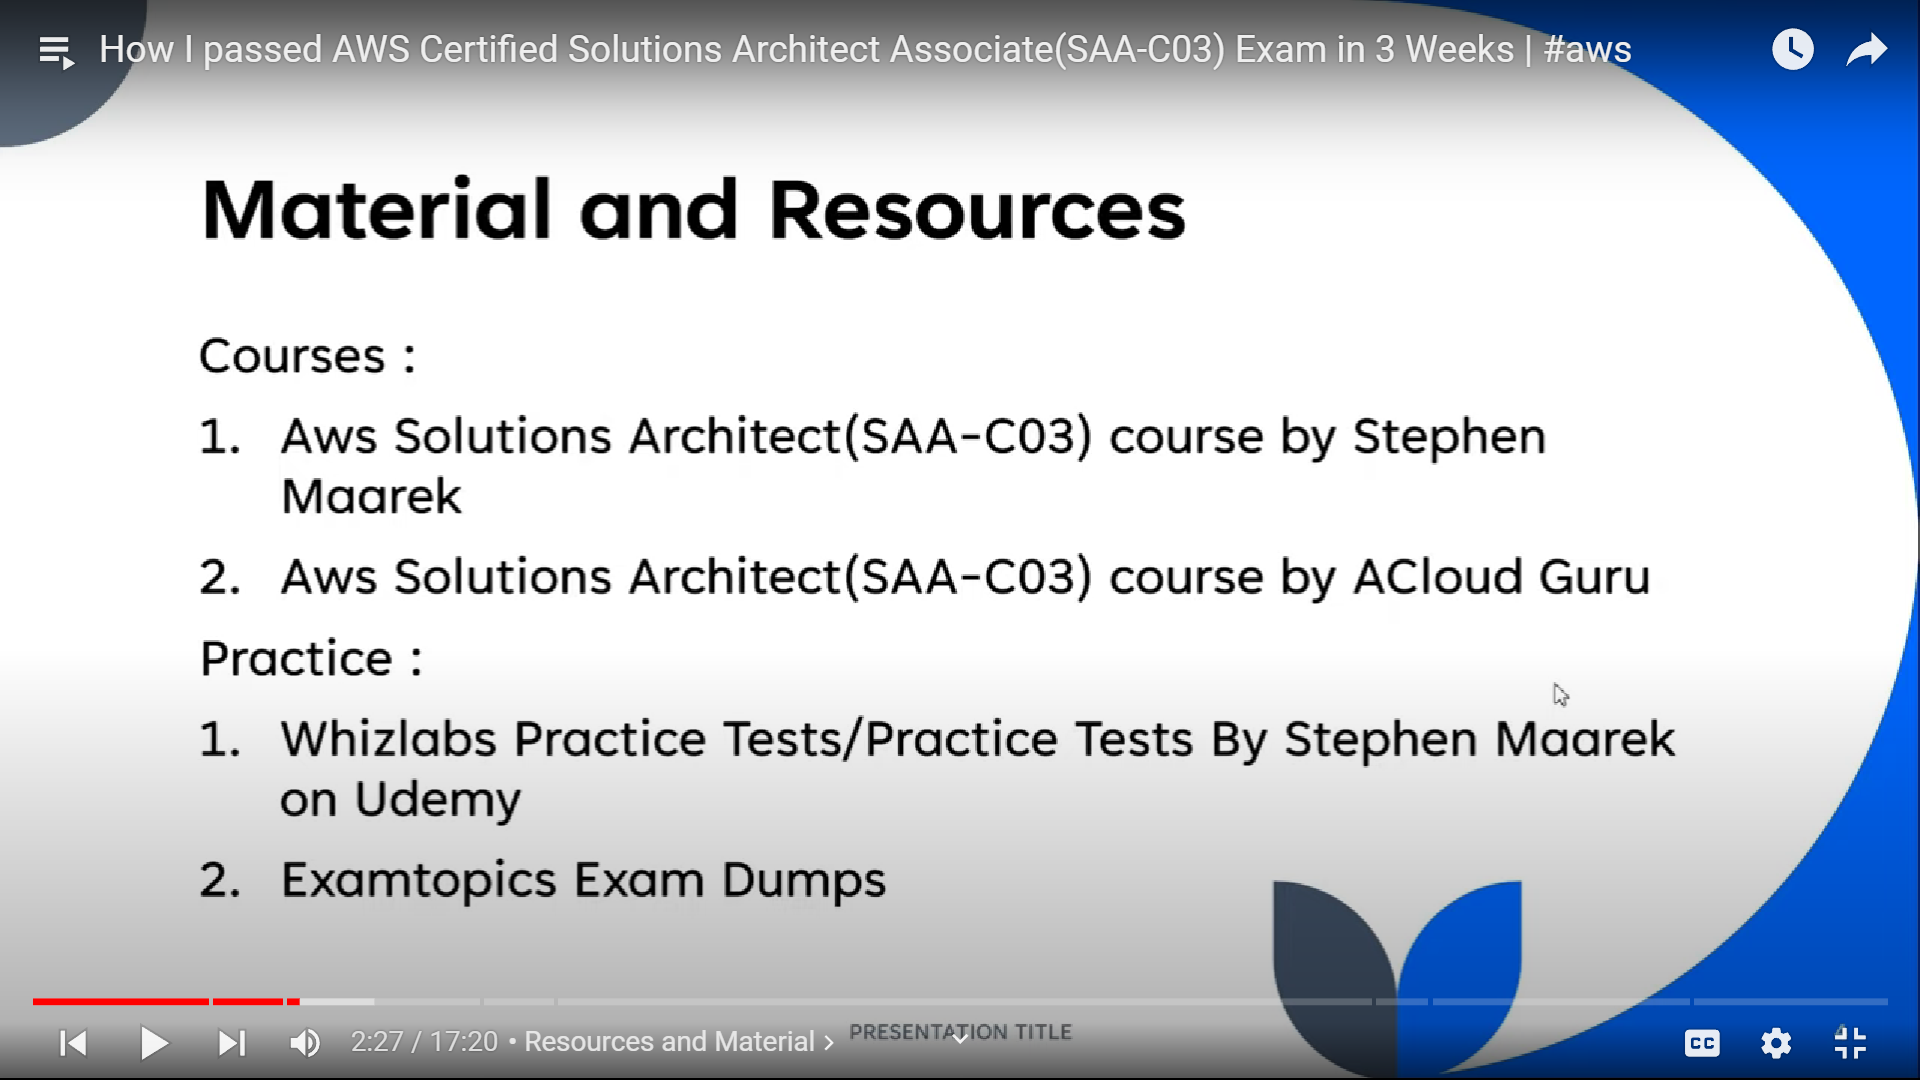 How I passed AWS Certified Solutions Architect Associate(SAA-C03) Exam in 3 Weeks | #aws
Material and Resources
Courses :
1. Aws Solutions Architect(SAA-C03) course by Stephen
Maarek
2. Aws Solutions Architect(SAA-C03) course by ACloud Guru
Practice :
1. Whizlabs Practice Tests/Practice Tests By Stephen Maarek
on Udemy
2. Examtopics Exam Dumps
2:27 / 17:20 • Resources and Material >
PRESENTATION TITLE
CC